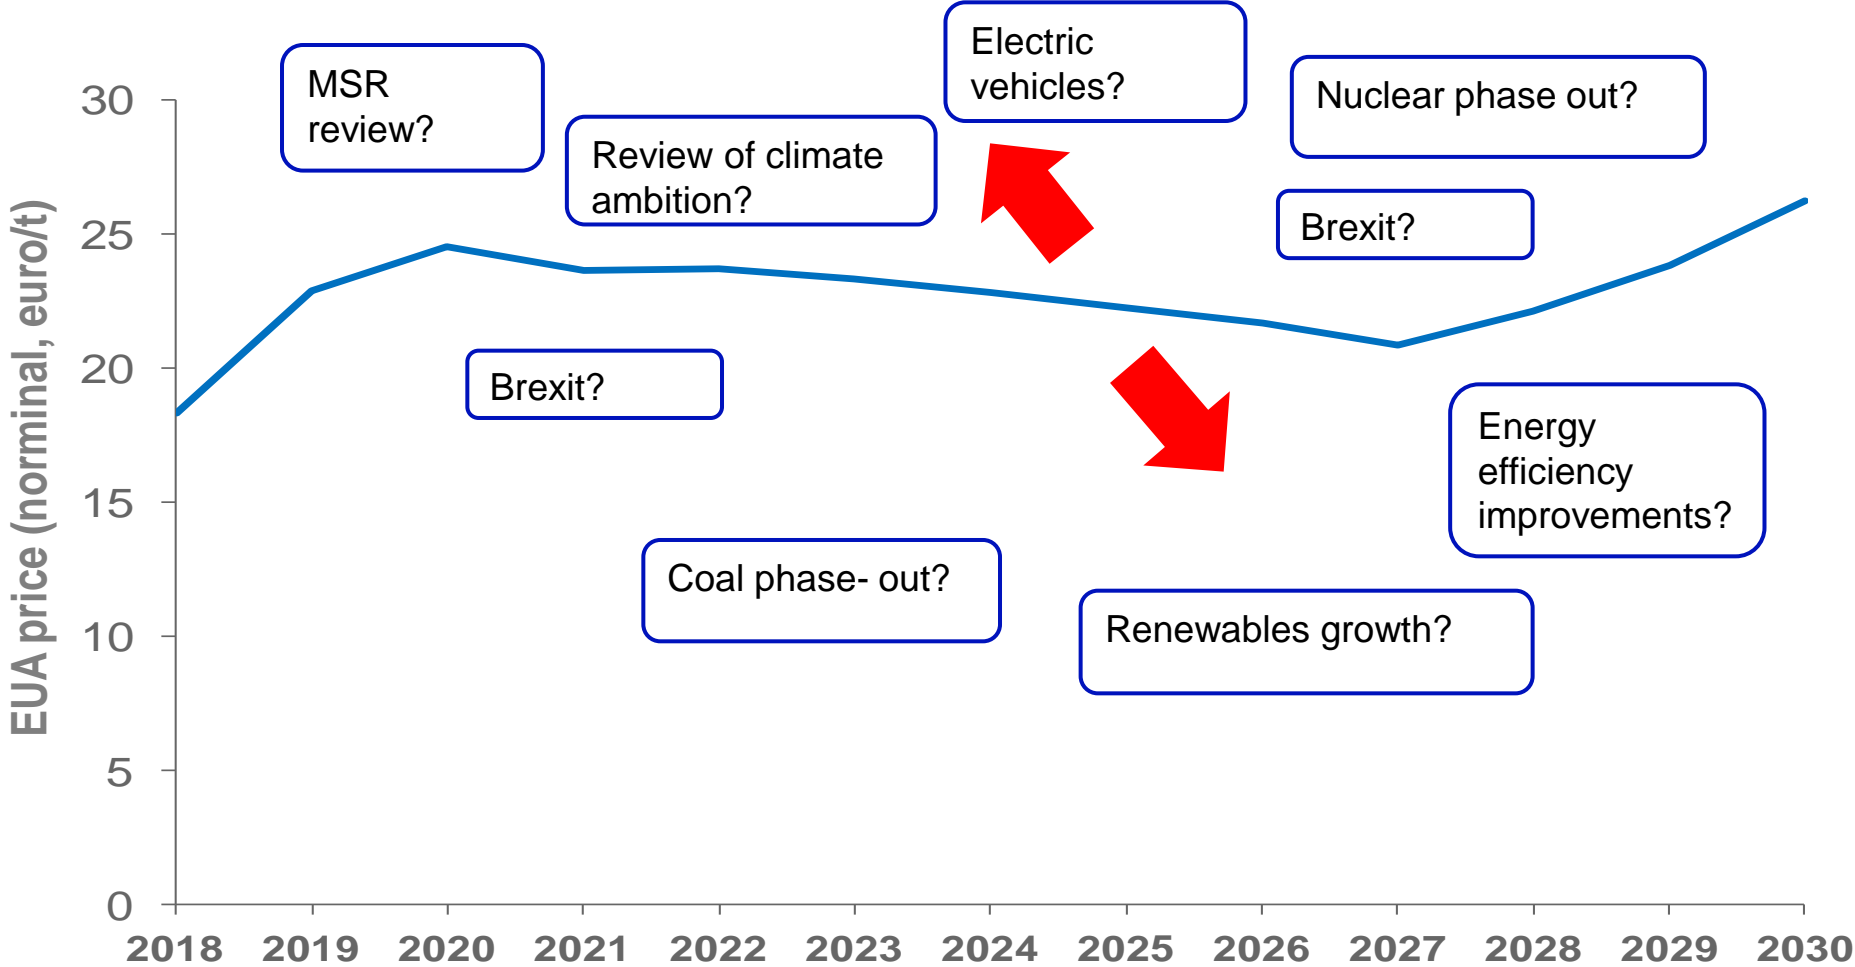 Electric
vehicles?
MSR
review?
Nuclear phase out?
Review of climate
ambition?
Brexit?
Brexit?
Energy
efficiency
improvements?
Coal phase- out?
Renewables growth?
EUA price (norminal, euro/t)
30
25
20
15
10
5
0
2018 2019 2020 2021 2022 2023 2024 2025 2026 2027 2028 2029 2030